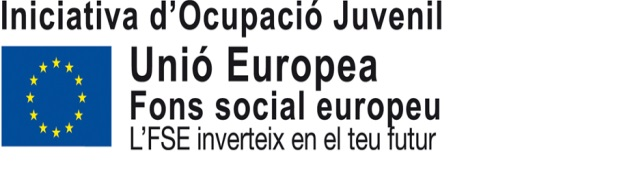 Iniciativa d'Ocupació Juvenil
Unió Europea
Fons social europeu
L'FSE inverteix en el teu futur